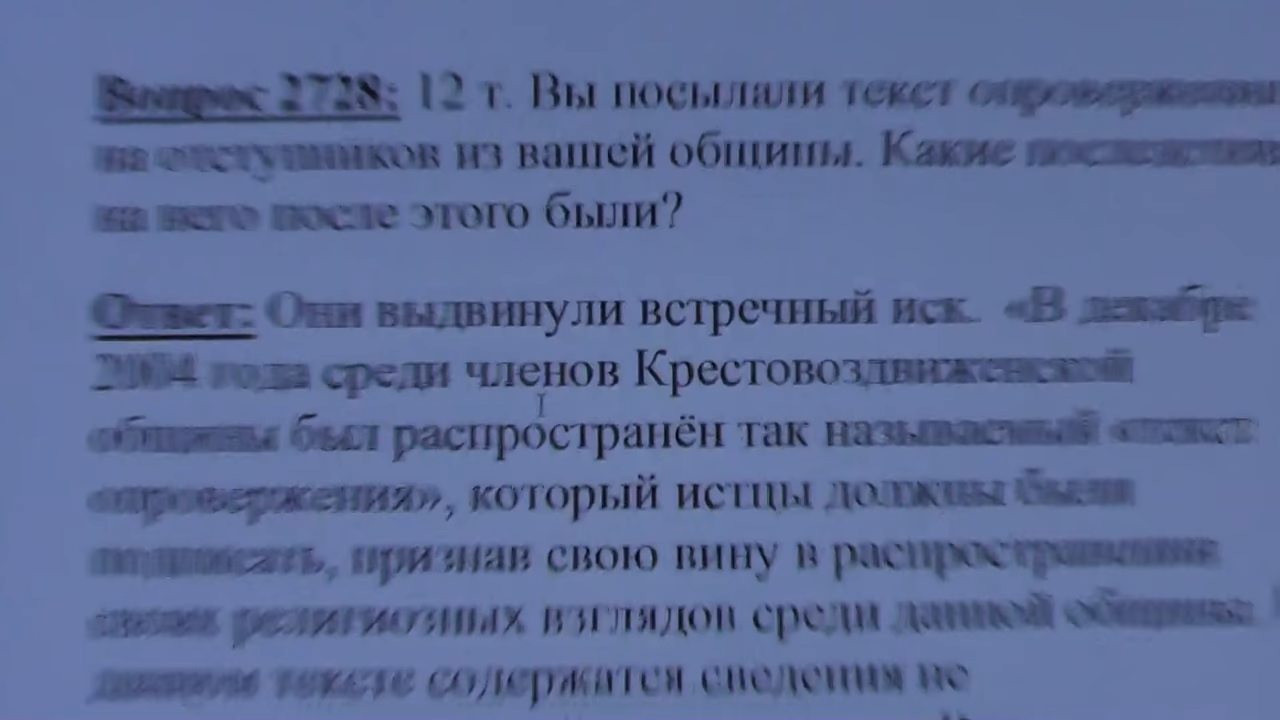 Вопрос 2728: 12 т. Вы посылали текст опровержения
на отступников из вашей общины. Какие последствия
на него после этого были?
Ответ: Они выдвинули встречный иск. «В декабре
2004 года среди членов Крестовоздвиженской
общины был распространён так называемый «текст
опровержения», который истцы должны были
подписать, признав свою вину в распространении
своих религиозных взглядов среди данной общины.
данном тексте содержатся сведения не